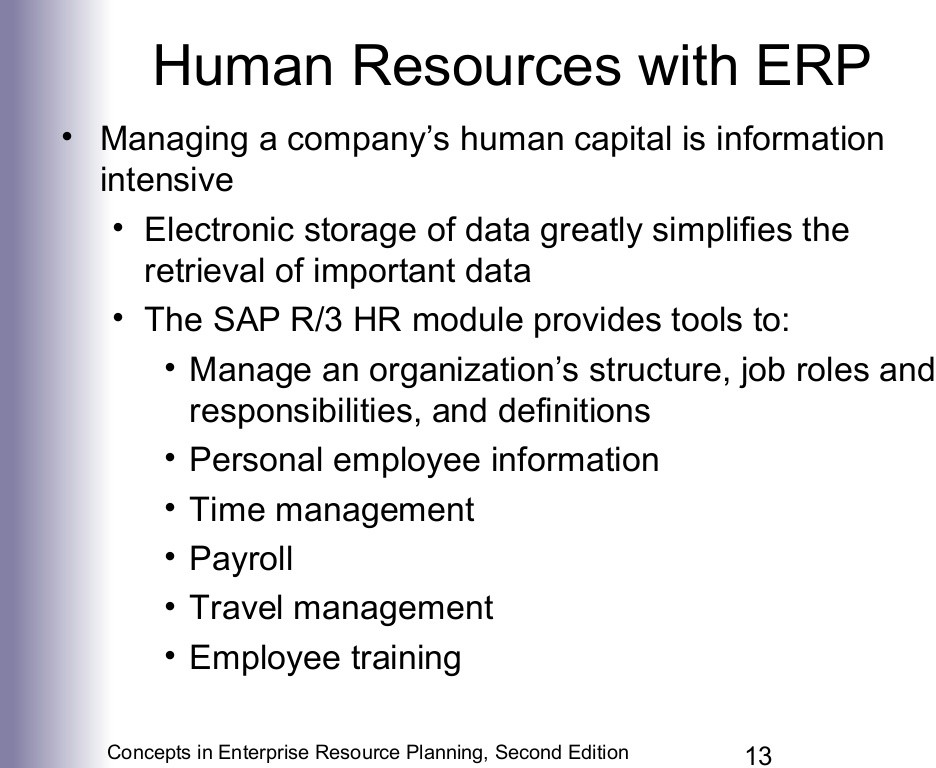 Human Resources with ERP
• Managing a company’s human capital is information
intensive
• Electronic storage of data greatly simplifies the
retrieval of important data
• The SAP R/3 HR module provides tools to:
• Manage an organization’s structure, job roles and
responsibilities, and definitions
• Personal employee information
• Time management
• Payroll
• Travel management
• Employee training
Concepts in Enterprise Resource Planning, Second Edition 13